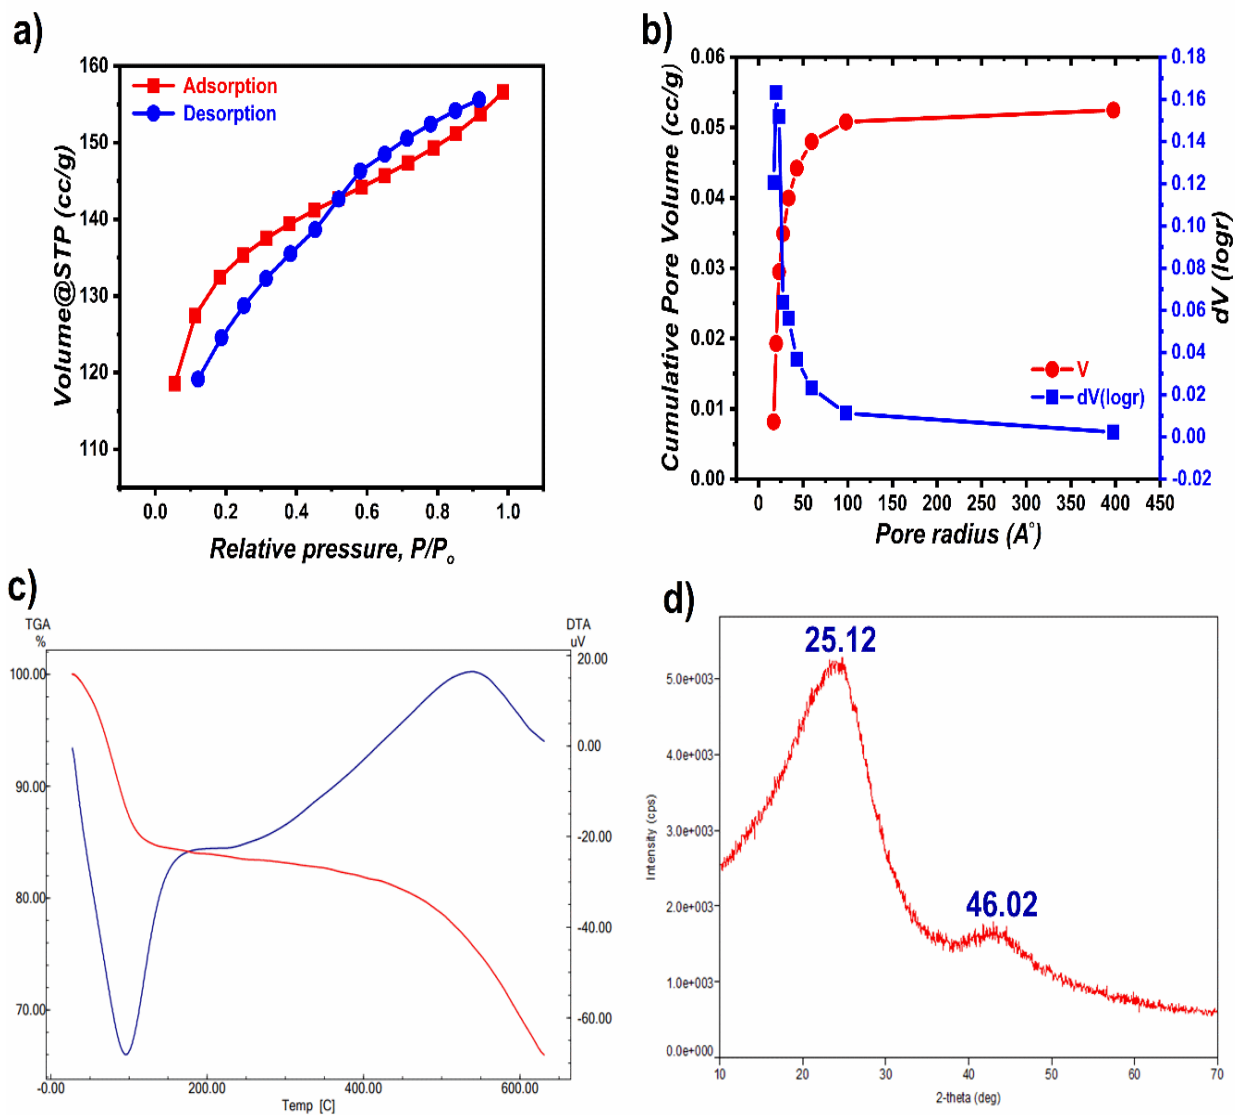 a)
160
150
140
130
120
110
Volume@STP (cc/g)
Adsorption
Desorption
0.0 0.2 0.4 0.6 0.8 1.0
Relative pressure, P/Po
b)
0.06
0.05
0.04
0.03
0.02
0.01
0.00
Cumulative Pore Volume (cc/g)
0.18
0.16
0.14
0.12
0.10
0.08
0.06
0.04
0.02
0.00
-0.02
dV (logr)
V
dV(logr)
0 50 100 150 200 250 300 350 400 450
Pore radius (A°)
c)
TGA
%
100.00
90.00
80.00
70.00
DTA
uV
20.00
0.00
-20.00
-40.00
-60.00
-0.00 200.00 400.00 600.00
Temp [C]
d)
25.12
46.02
5.0e+003
4.0e+003
3.0e+003
2.0e+003
1.0e+003
0.0e+000
Intensity (cps)
10 20 30 40 50 60 70
2-theta (deg)